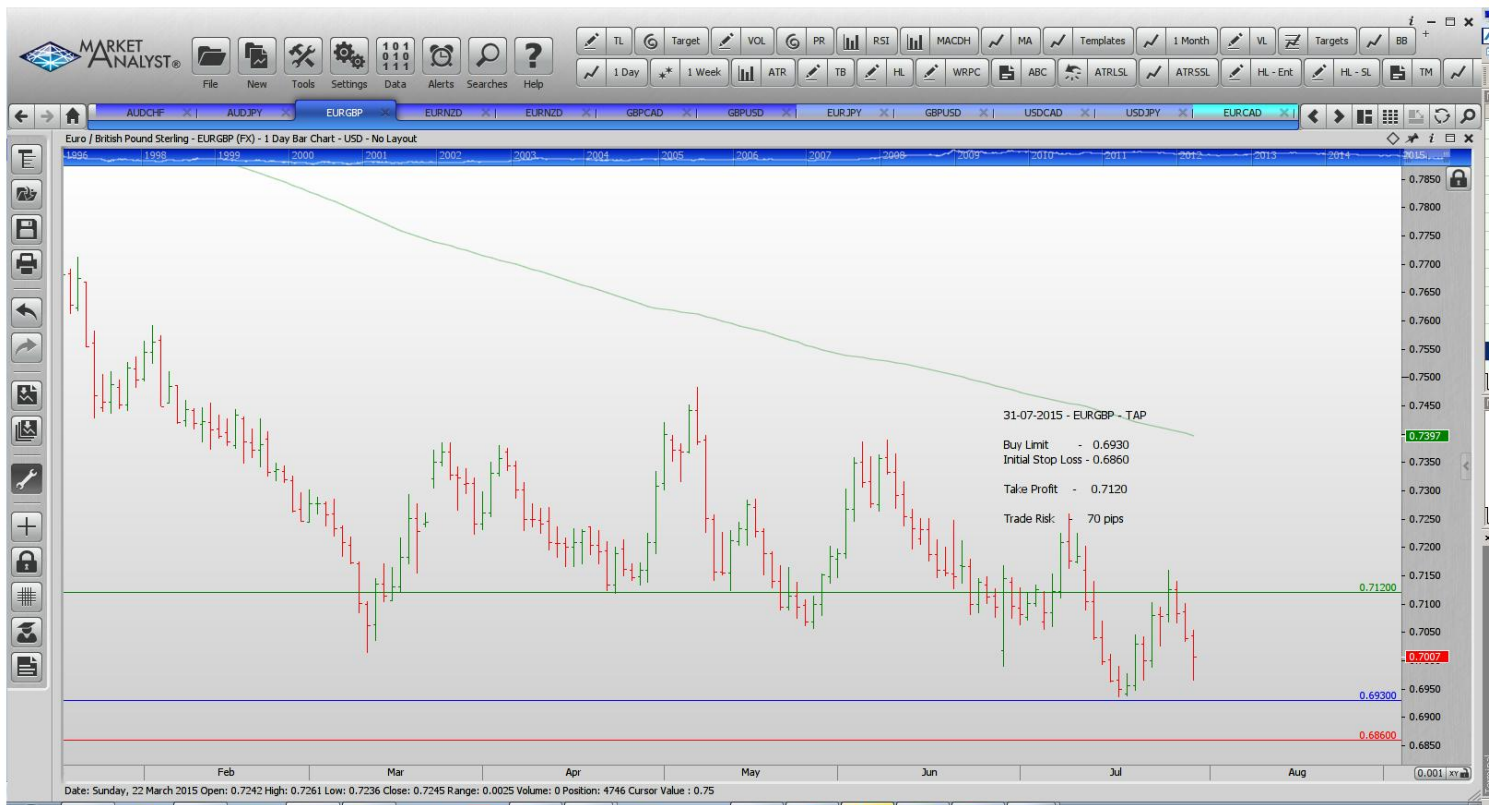 MARKET ANALYST®
File New Tools Settings Data Alerts Searches Help
TL Target VOL PR RSI MACDH MA Templates 1 Month VL Targets BB
1 Day 1 Week ATR TB HL WRPC ABC ATRLSL ATRSSL HL - Ent HL - SL TM
AUDCHF AUDJPY EURGBP EURNZD EURNZD GBPCAD GBPUSD EURJPY GBPUSD USDCAD USDJPY EURCAD
Euro / British Pound Sterling - EURGBP (FX) - 1 Day Bar Chart - USD - No Layout
1996 1998 1999 2000 2001 2002 2003 2004 2005 2006 2007 2008 2009 2010 2011 2012 2013 2014 2015
0.7850
0.7800
0.7750
0.7700
0.7650
0.7600
0.7550
0.7500
0.7450
31-07-2015 - EURGBP - TAP
0.7397
Buy Limit - 0.6930
Initial Stop Loss - 0.6860
0.7350
Take Profit - 0.7120
0.7300
Trade Risk - 70 pips
0.7250
0.7200
0.7150
0.71200
0.7100
0.7050
0.7007
0.6950
0.69300
0.6900
0.68600
0.6850
Feb Mar Apr May Jun Jul Aug
0.001 XY
Date: Sunday, 22 March 2015 Open: 0.7242 High: 0.7261 Low: 0.7236 Close: 0.7245 Range: 0.0025 Volume: 0 Position: 4746 Cursor Value : 0.75